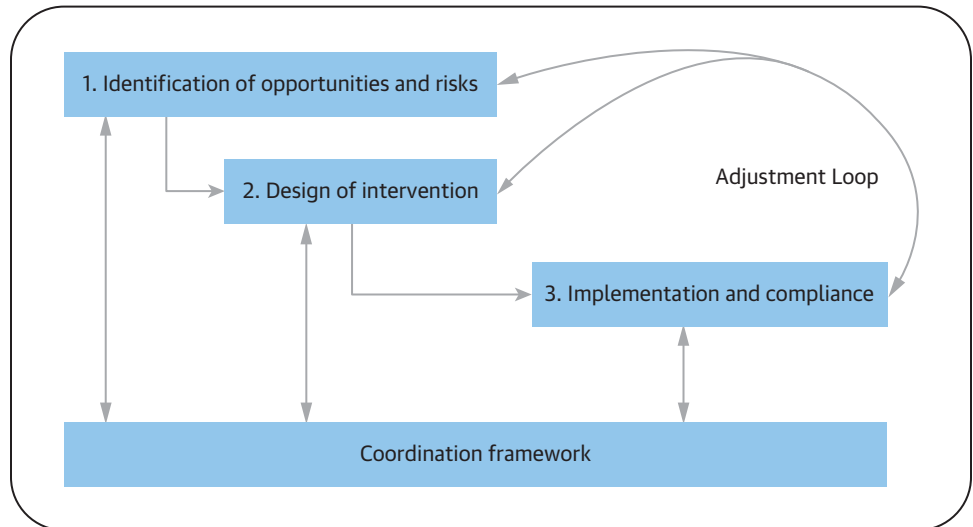 1. Identification of opportunities and risks
2. Design of intervention
Adjustment Loop
3. Implementation and compliance
Coordination framework